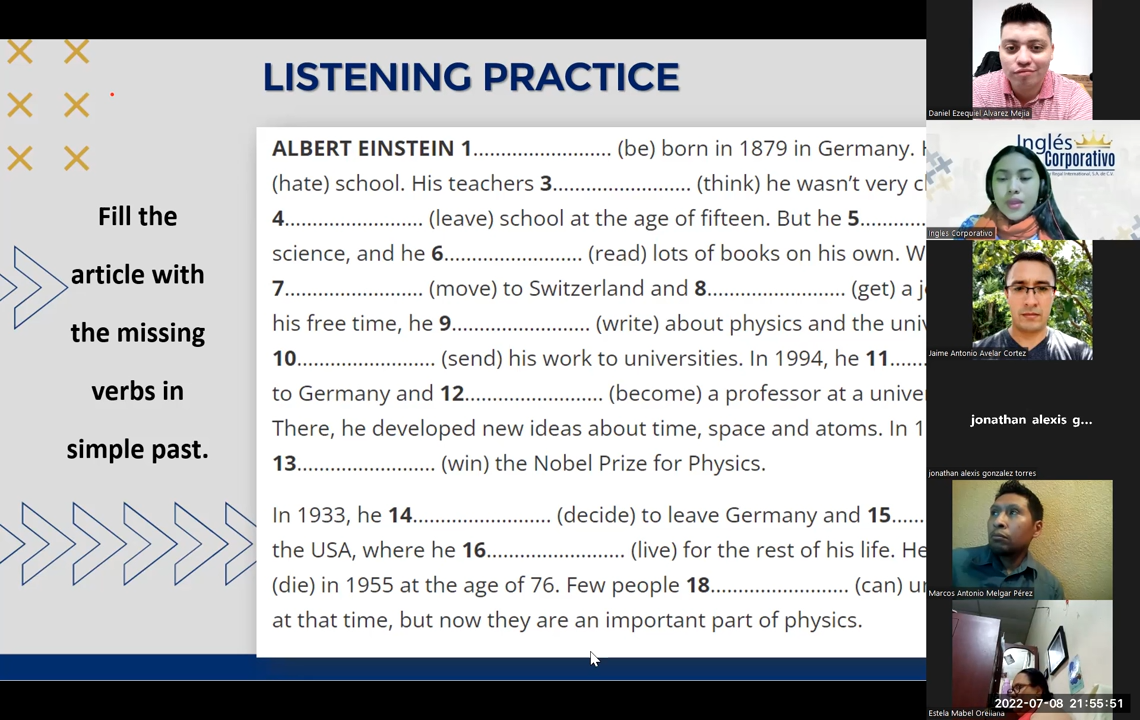 LISTENING PRACTICE
Fill the
article with
the missing
verbs in
simple past.
ALBERT EINSTEIN 1........................ (be) born in 1879 in Germany.
(hate) school. His teachers 3........................ (think) he wasn't very
4........................ (leave) school at the age of fifteen. But he 5...........
science, and he 6........................ (read) lots of books on his own.
7........................ (move) to Switzerland and 8........................ (get) a
his free time, he 9........................ (write) about physics and the
10........................ (send) his work to universities. In 1994, he 11......
to Germany and 12........................ (become) a professor at a
There, he developed new ideas about time, space and atoms. In
13........................ (win) the Nobel Prize for Physics.
In 1933, he 14........................ (decide) to leave Germany and 15......
the USA, where he 16........................ (live) for the rest of his life. He
(die) in 1955 at the age of 76. Few people 18........................ (can)
at that time, but now they are an important part of physics.
Daniel Ezequiel Alvarez Mejia
Inglés
Corporativo
Inglés Corporativo
Jaime Antonio Avelar Cortez
jonathan alexis g...
jonathan alexis gonzalez torres
Marcos Antonio Melgar Pérez
Estela Mabel Orellana
2022-07-08 21:55:51